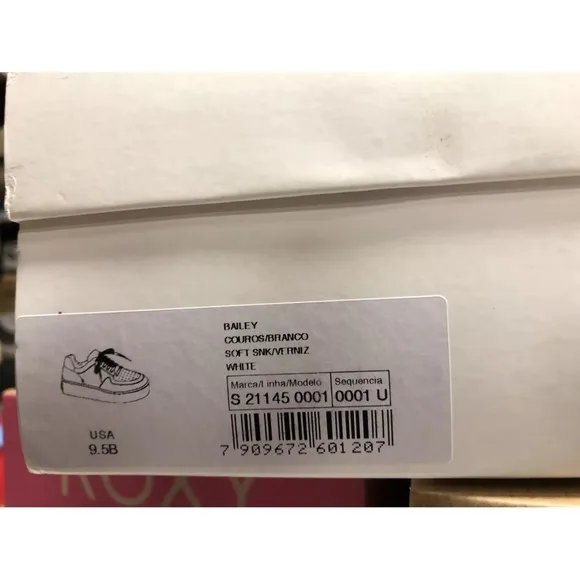 BAILEY
COUROS/BRANCO
SOFT SNK/VERNIZ
WHITE
Marca/Linha/Modelo Sequencia
S 21145 0001 0001 U
USA
9.5B
7 909672 601207
ROXY